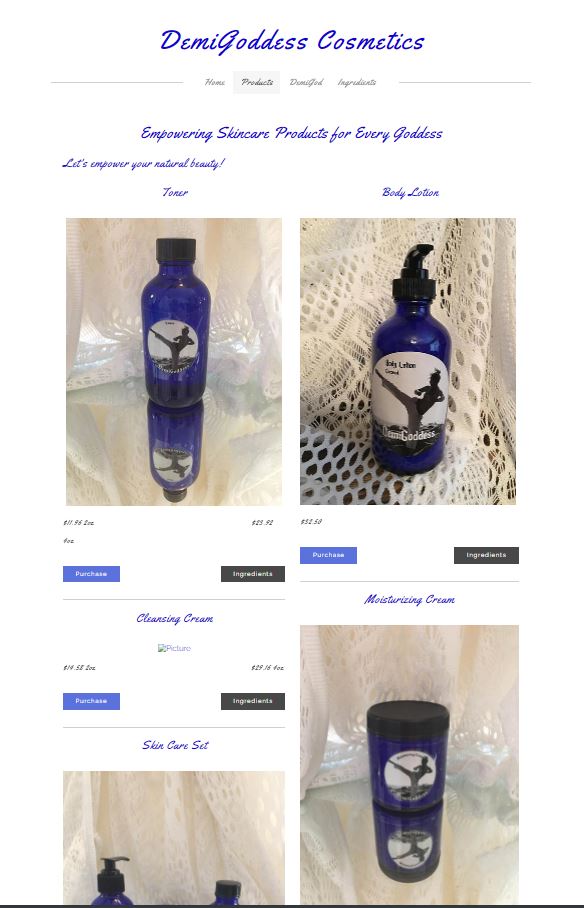 DemiGoddess Cosmetics
Home Products DemiGod Ingredients
Empowering Skincare Products for Every Goddess
Let's empower your natural beauty!
Toner
Toner
DemiGoddess
$11.96 2oz $23.92
4oz
Purchase Ingredients
Cleansing Cream
Picture
$14.58 2oz $29.16 4oz
Purchase Ingredients
Skin Care Set
Body Lotion
Body Lotion
DemiGoddess
$32.50
Purchase Ingredients
Moisturizing Cream